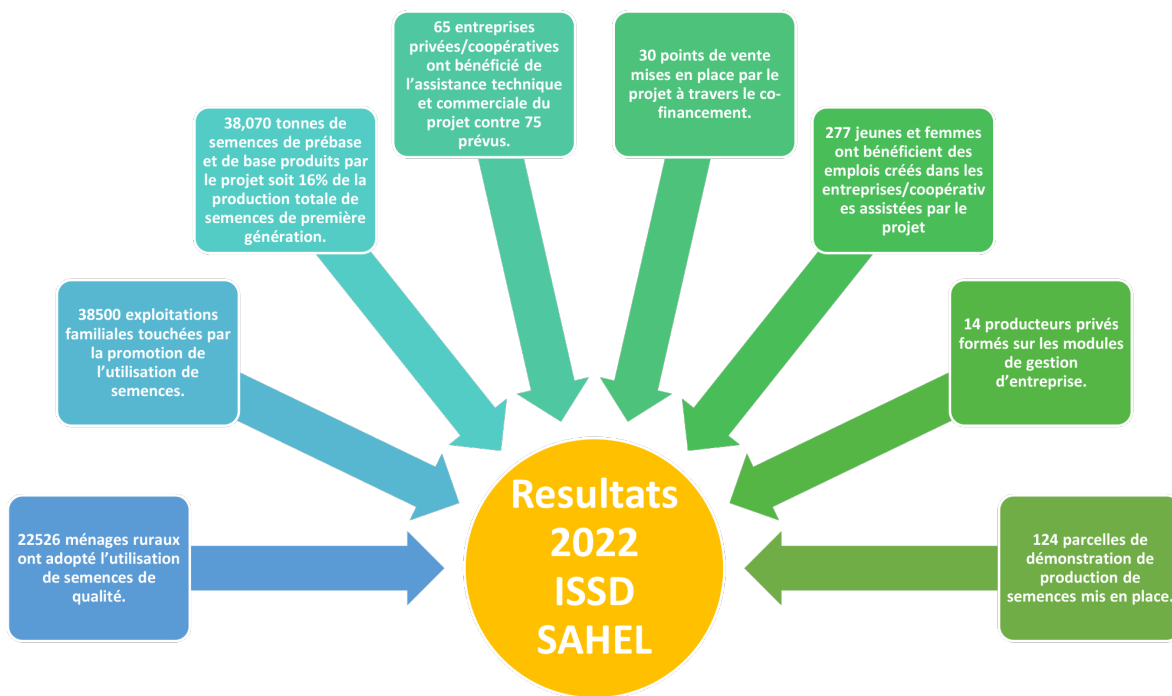 22526 ménages ruraux
ont adopté l’utilisation
de semences de
qualité.
38500 exploitations
familiales touchées par
la promotion de
l’utilisation de
semences.
38,070 tonnes de
semences de prébase
et de base produits par
le projet soit 16% de la
production totale de
semences de première
génération.
65 entreprises
privées/coopératives
ont bénéficié de
l’assistance technique
et commerciale du
projet contre 75
prévus.
30 points de vente
mises en place par le
projet à travers le co-
financement.
277 jeunes et femmes
ont bénéficient des
emplois créés dans les
entreprises/coopérativ
es assistées par le
projet
14 producteurs privés
formés sur les modules
de gestion
d’entreprise.
124 parcelles de
démonstration de
production de
semences mis en place.
Resultats
2022
ISSD
SAHEL